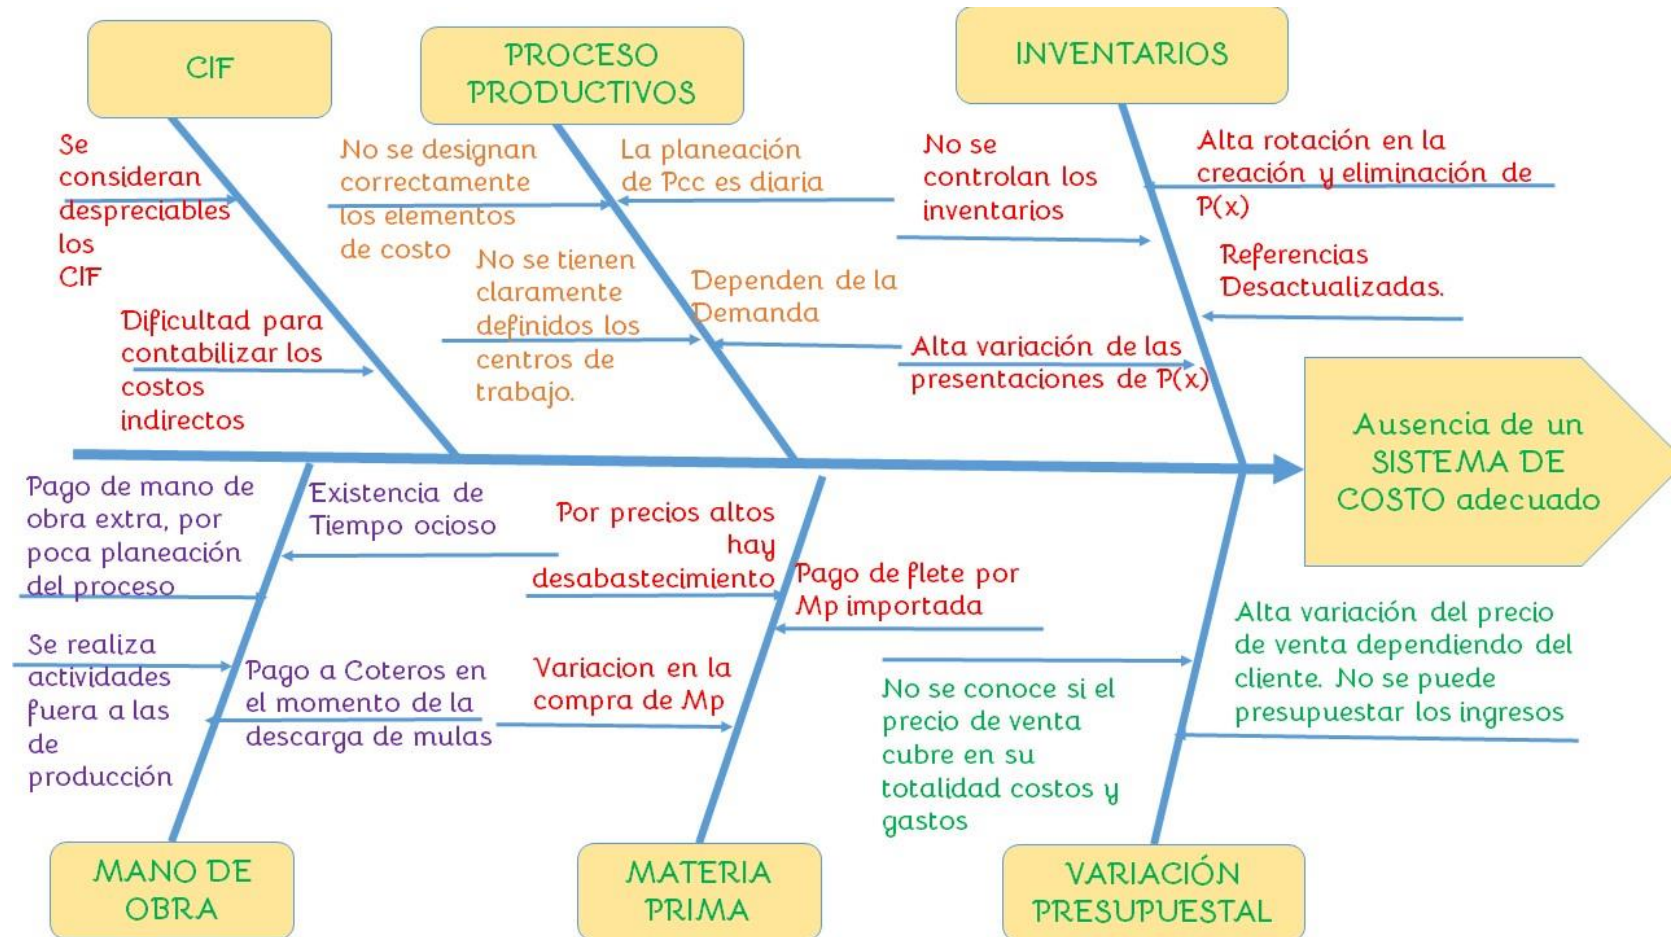 CIF
PROCESO
PRODUCTIVOS
INVENTARIOS
Se
consideran
despreciables
los
CIF
Dificultad para
contabilizar los
costos
indirectos
No se designan
correctamente
los elementos
de costo
La planeación
de Pcc es diaria
No se tienen
claramente
definidos los
centros de
trabajo.
Dependen de la
Demanda
No se
controlan los
inventarios
Alta rotación en la
creación y eliminación de
P(x)
Referencias
Desactualizadas.
Alta variación de las
presentaciones de P(x)
Ausencia de un
SISTEMA DE
COSTO adecuado
Pago de mano de
obra extra, por
poca planeación
del proceso
Existencia de
Tiempo ocioso
Se realiza
actividades
fuera a las
de
producción
Pago a Coteros en
el momento de la
descarga de mulas
Por precios altos
hay
desabastecimiento
Pago de flete por
Mp importada
Variacion en la
compra de Mp
No se conoce si el
precio de venta
cubre en su
totalidad costos y
gastos
Alta variación del precio
de venta dependiendo del
cliente. No se puede
presupuestar los ingresos
MANO DE
OBRA
MATERIA
PRIMA
VARIACIÓN
PRESUPUESTAL